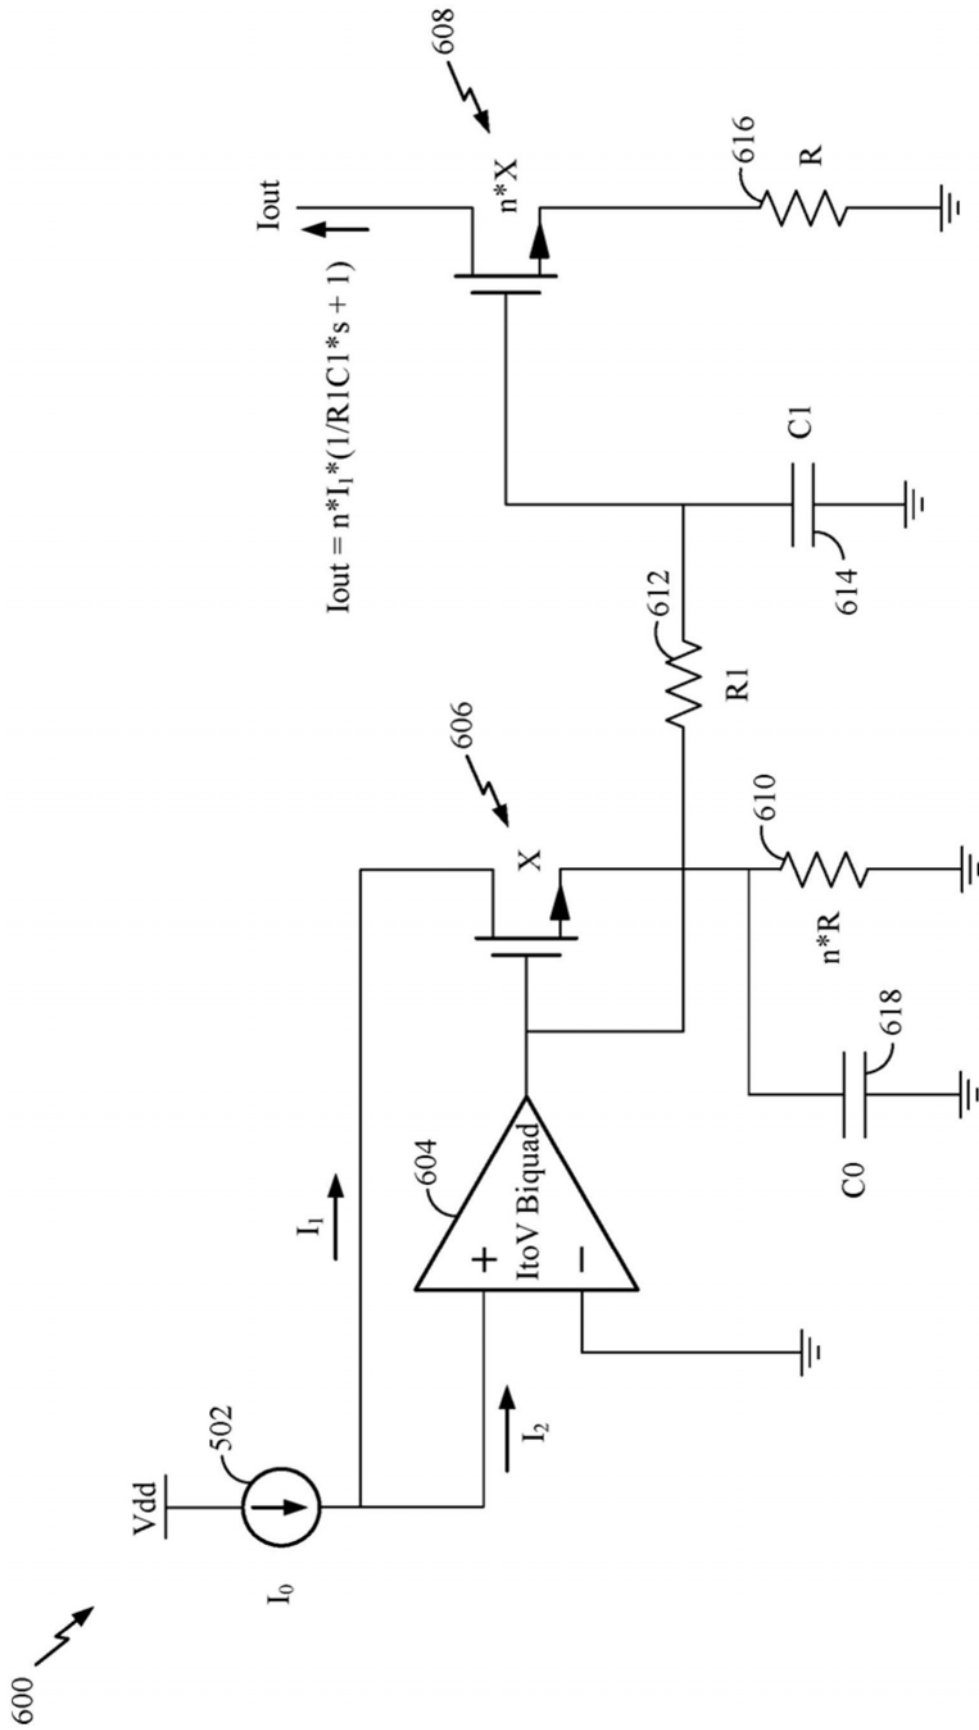 600
Vdd
502
I₀
I₁
I₂
604
+
−
ItoV Biquad
606
X
C0
618
n*R
610
612
R1
614
C1
Iout = n*I₁*(1/R1C1*s + 1)
Iout
608
n*X
616
R